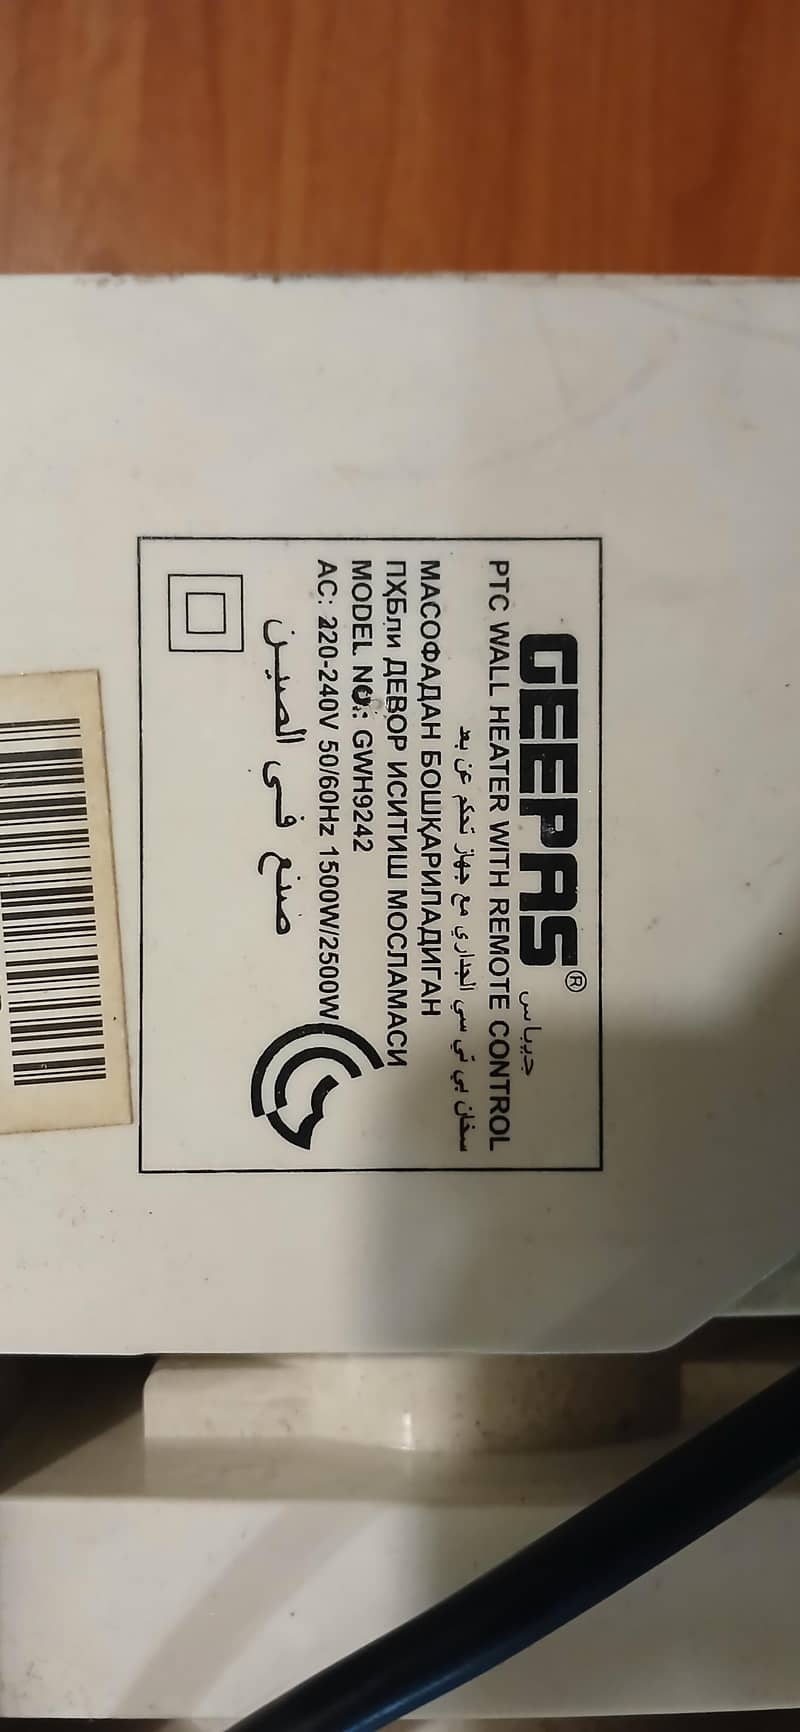 GEEPAS®
جيباس
PTC WALL HEATER WITH REMOTE CONTROL
سخان بي تي سي الجداري مع جهاز تحكم عن بعد
МАСОФАДАН БОШҚАРИЛАДИГАН
ПҲБли ДЕВОР ИСИТИШ МОСЛАМАСИ
MODEL NO.: GWH9242
AC: 220-240V 50/60Hz 1500W/2500W
صنع في الصين